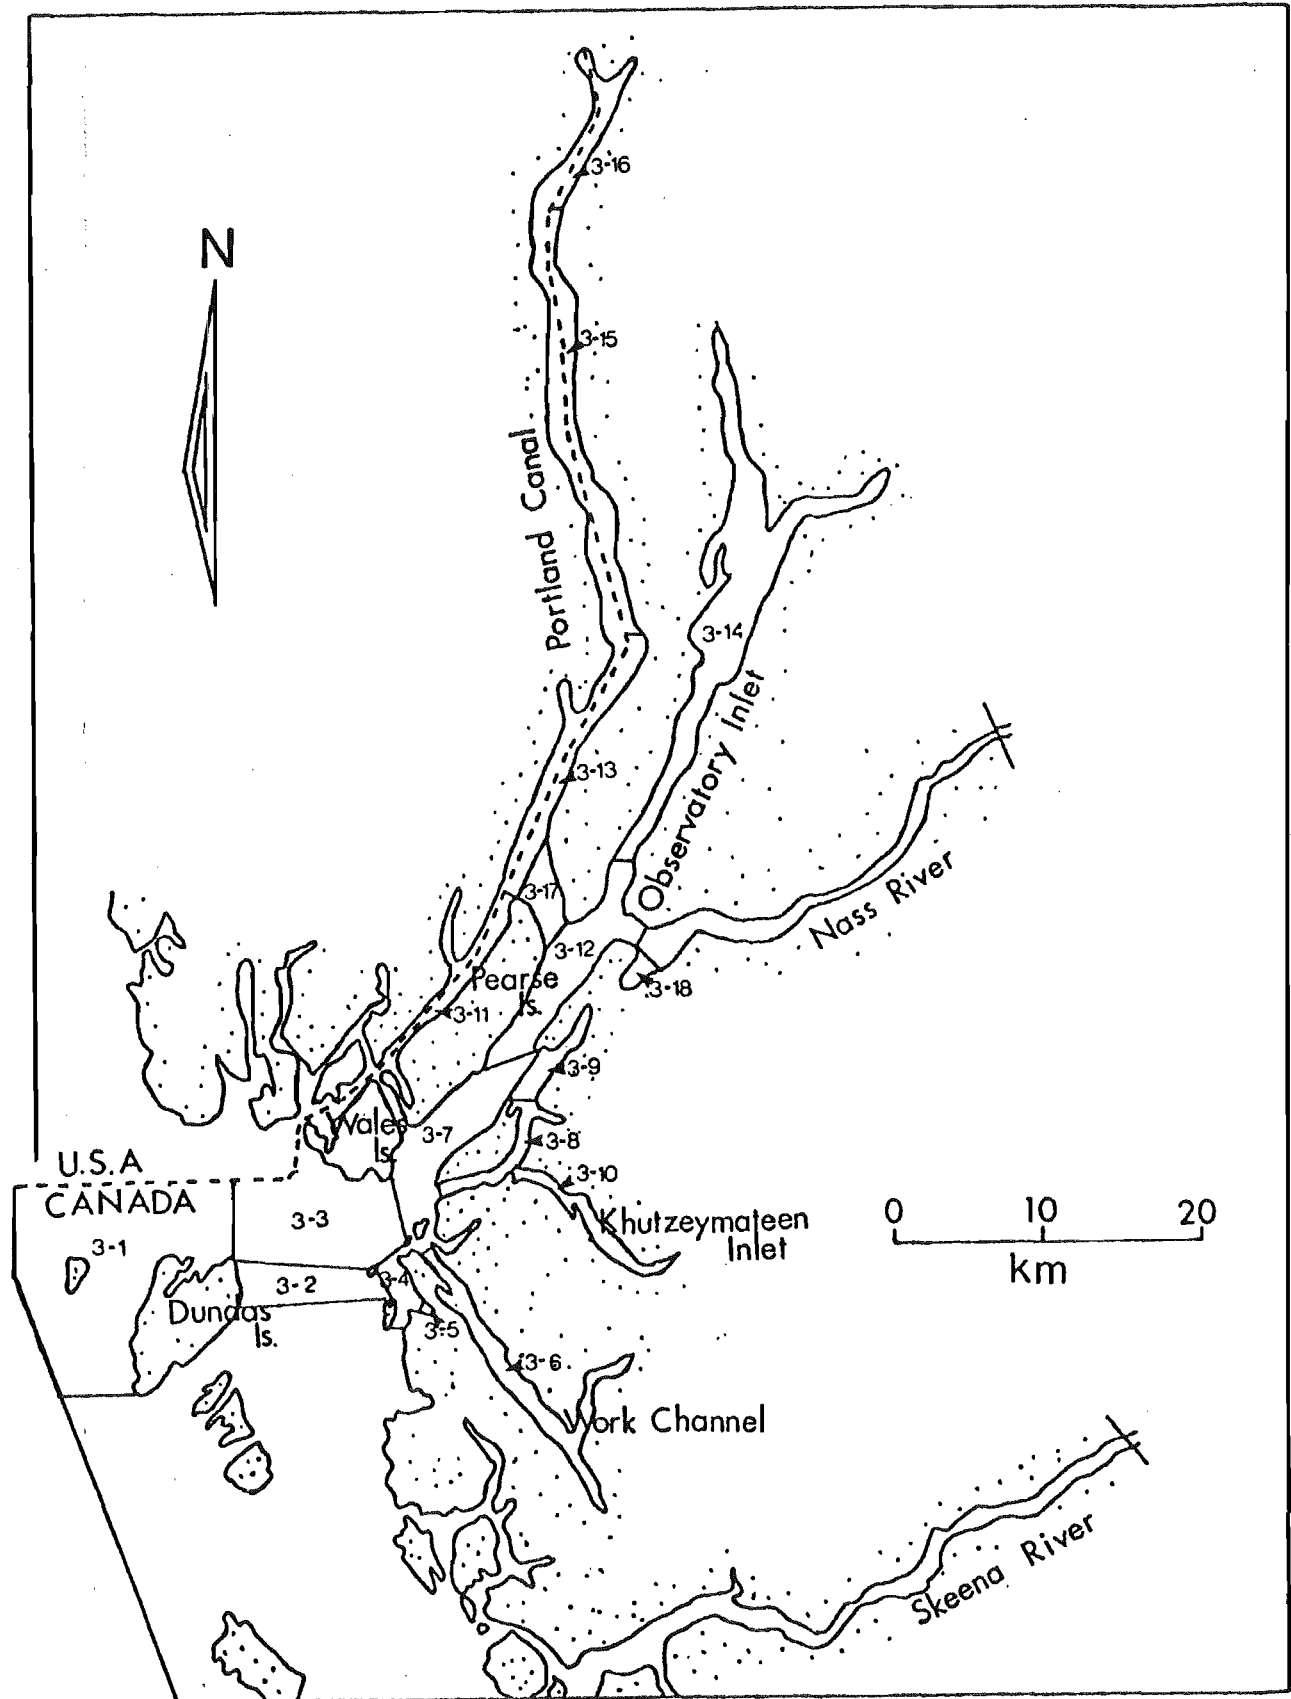 3-16
N
3-15
Portland Canal
3-14
Observatory Inlet
3-13
Nass River
3-17
3-12
Pearse
Is.
3-18
3-11
3-9
Wales
Is.
3-7
3-8
U.S.A
3-10
CANADA
3-3
Khutzeymateen
Inlet
0 10 20
km
3-1
3-2
3-4
Dundas
Is.
3-5
3-6
Work Channel
Skeena River